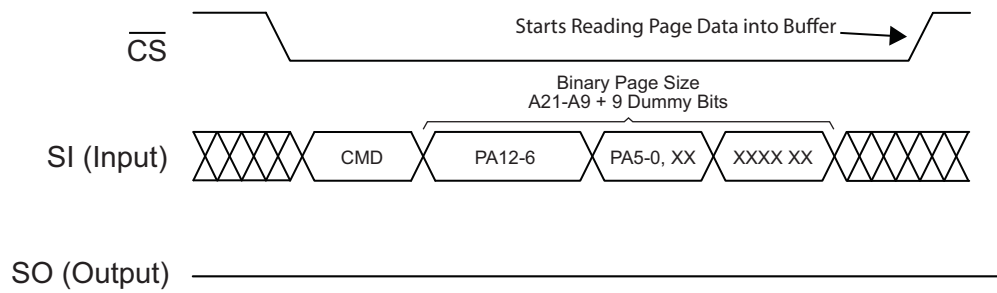 Starts Reading Page Data into Buffer
CS
Binary Page Size
A21-A9 + 9 Dummy Bits
SI (Input)
CMD
PA12-6
PA5-0, XX
XXXX XX
SO (Output)